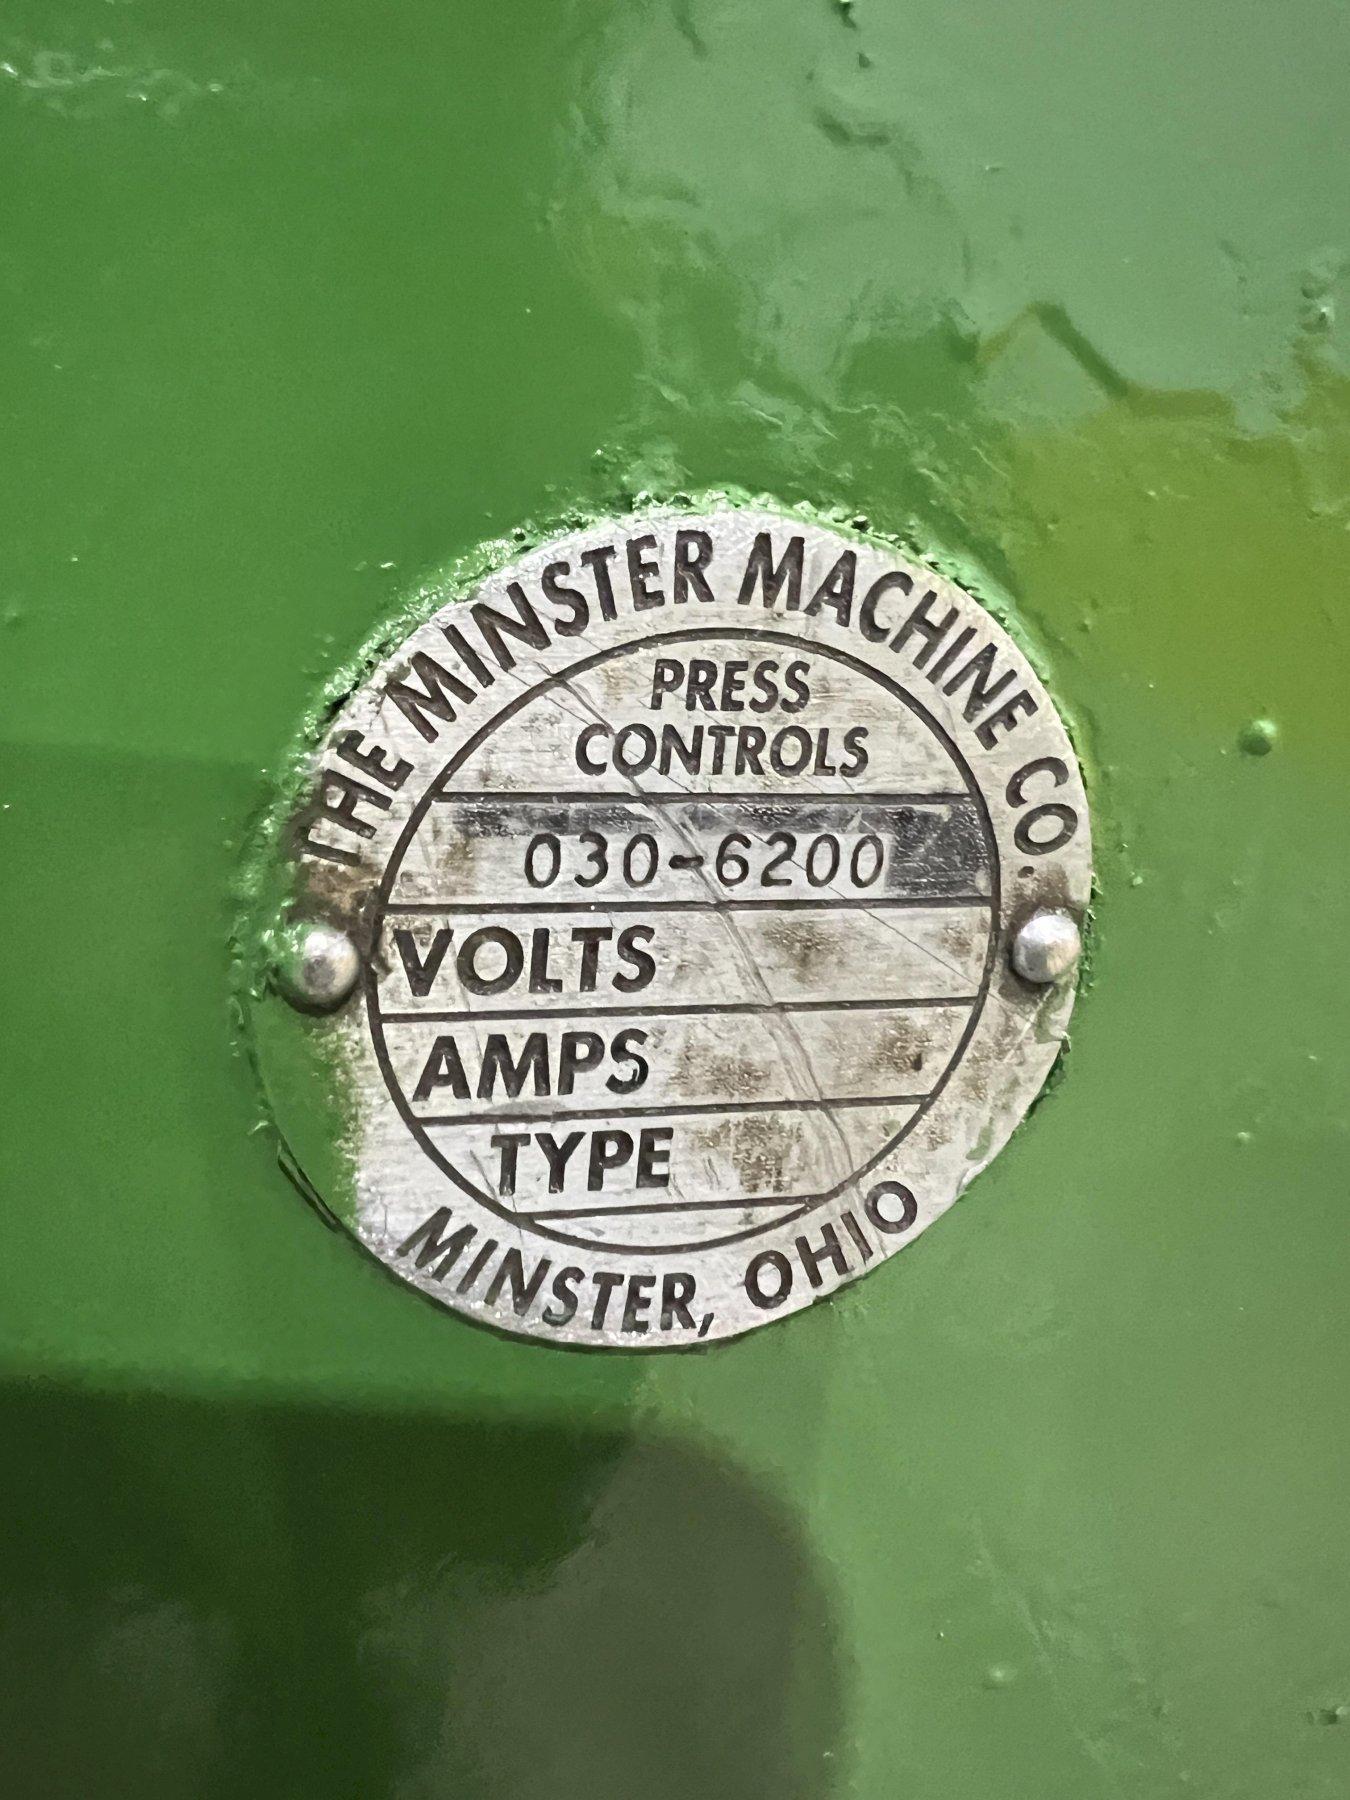 THE MINSTER MACHINE CO.
PRESS
CONTROLS
030-6200
VOLTS
AMPS
TYPE
MINSTER, OHIO